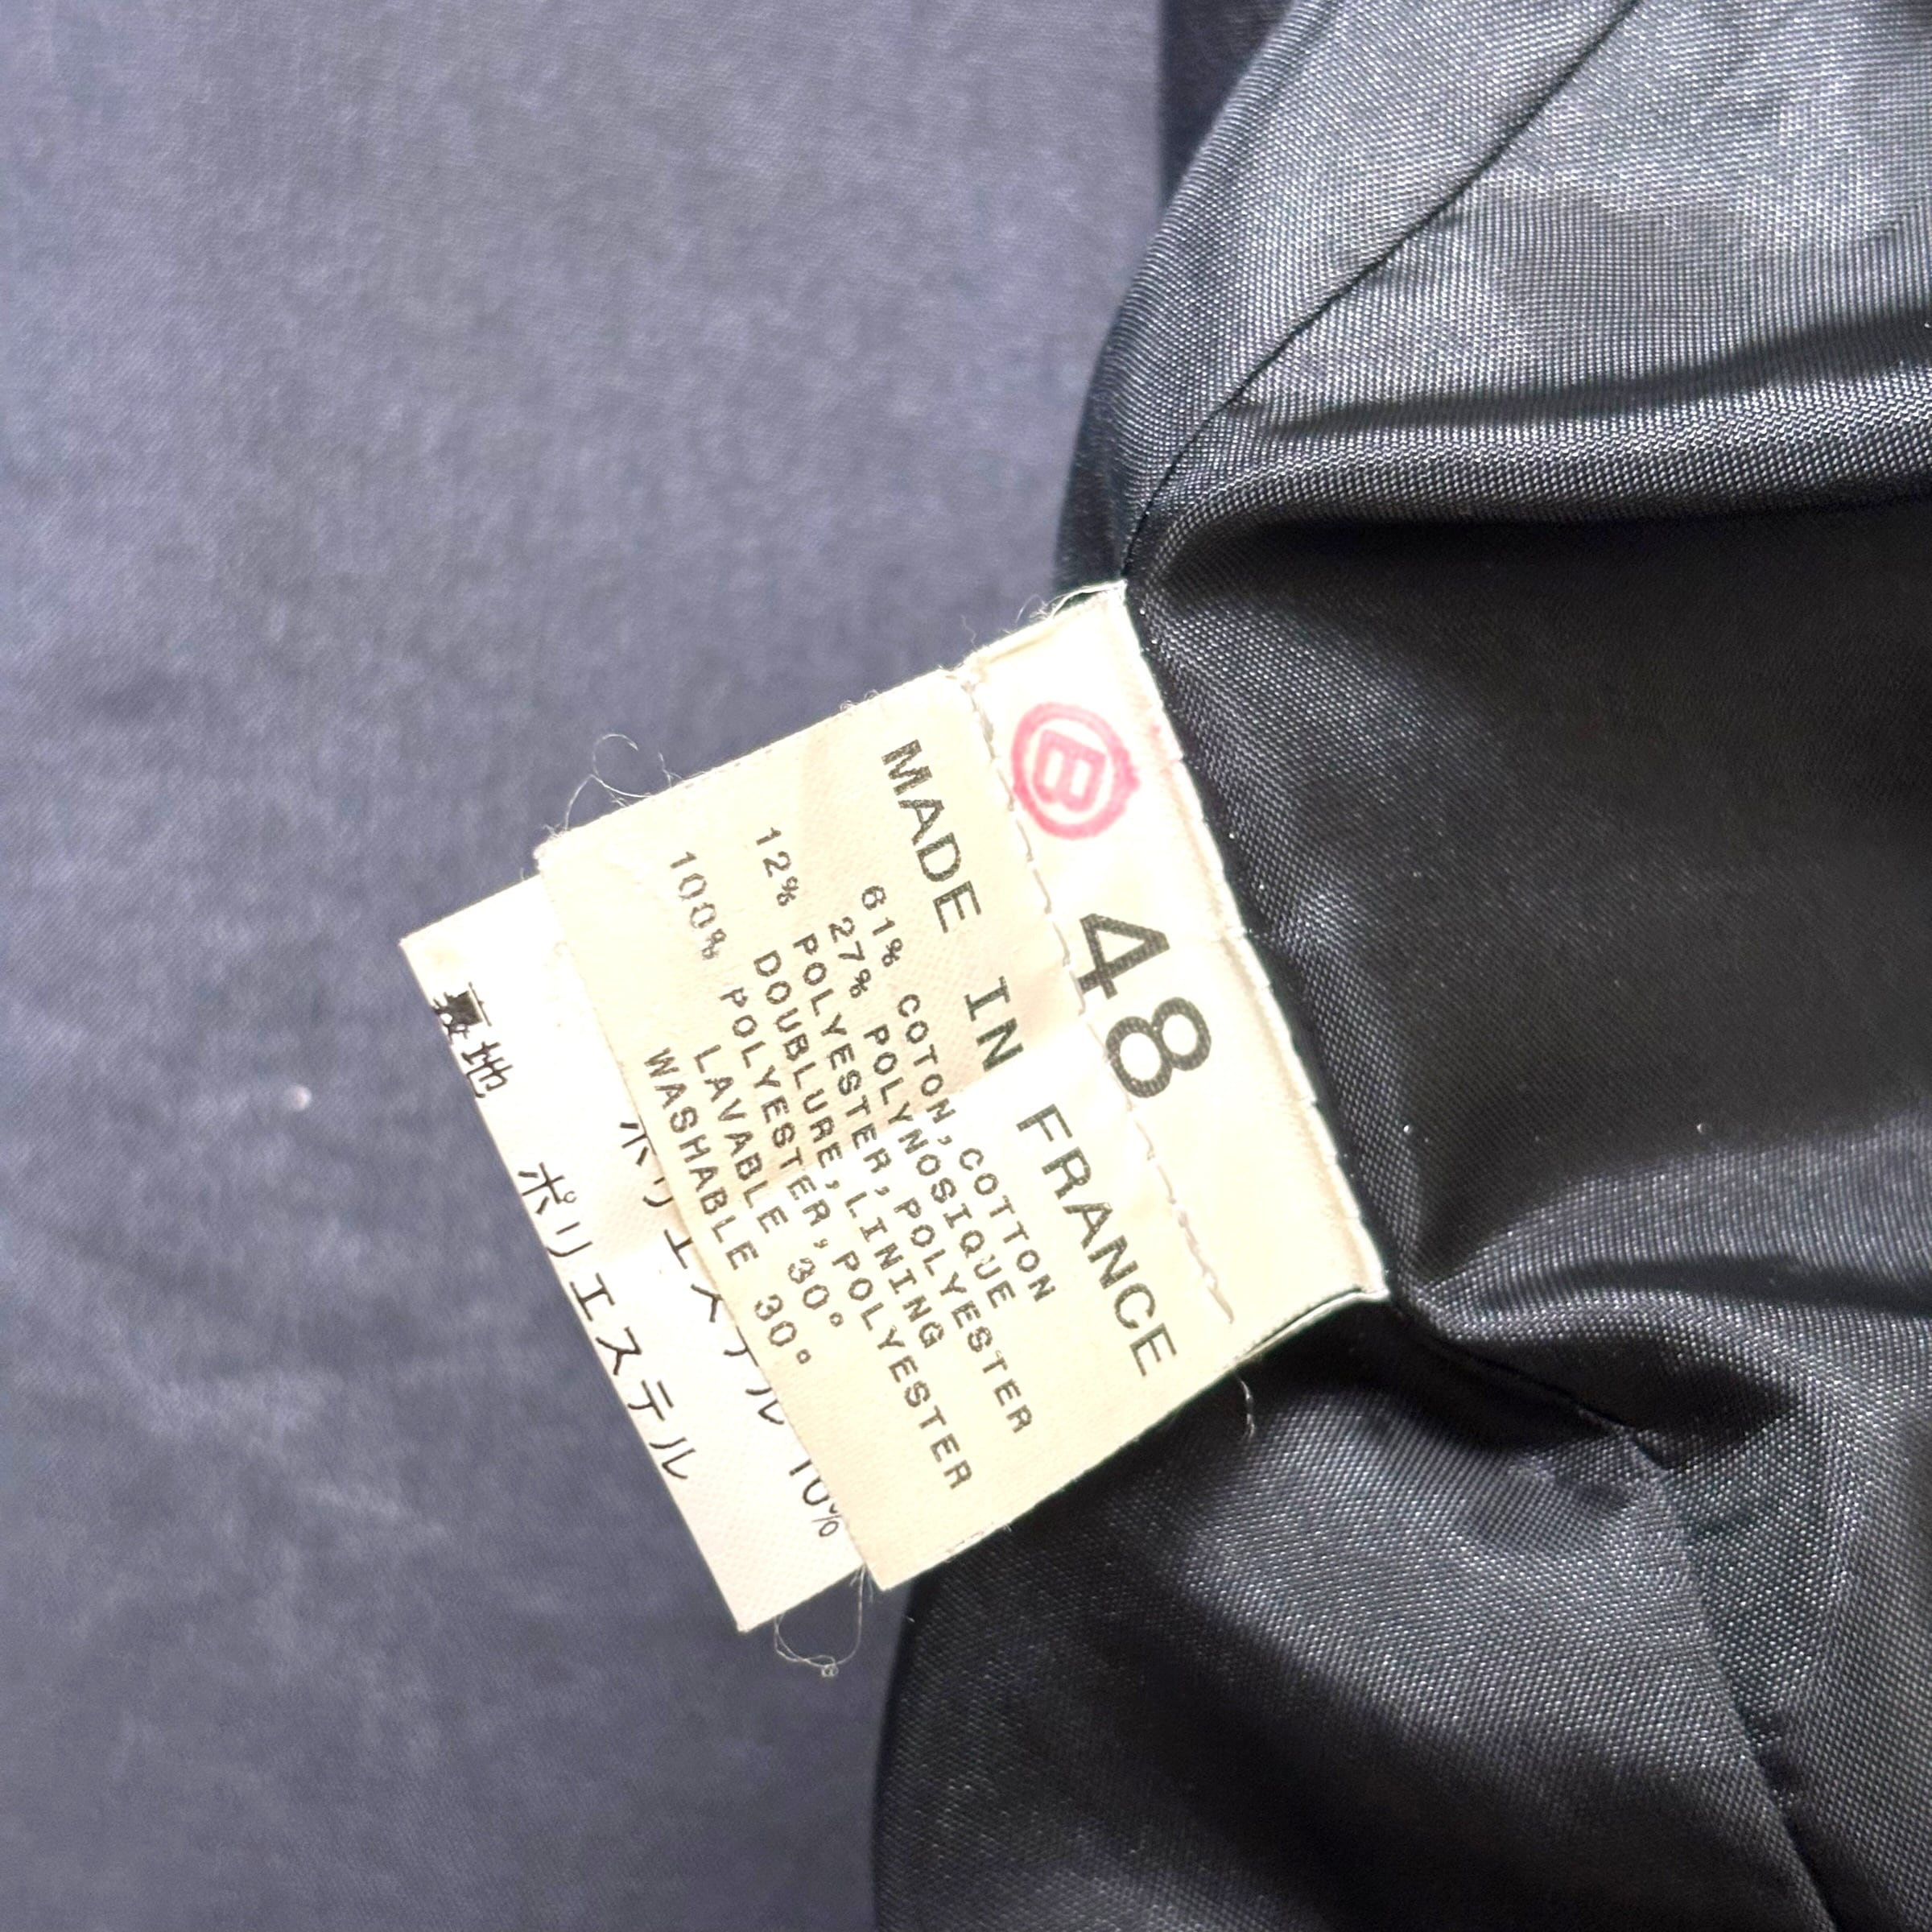 B 48
MADE IN FRANCE
61% COTON,COTTON
27% POLYNOSIQUE
12% POLYESTER,POLYESTER
DOUBLURE,LINING
100% POLYESTER,POLYESTER
LAVABLE 30°
WASHABLE 30°
ポリエステル 10%
裏地 ポリエステル